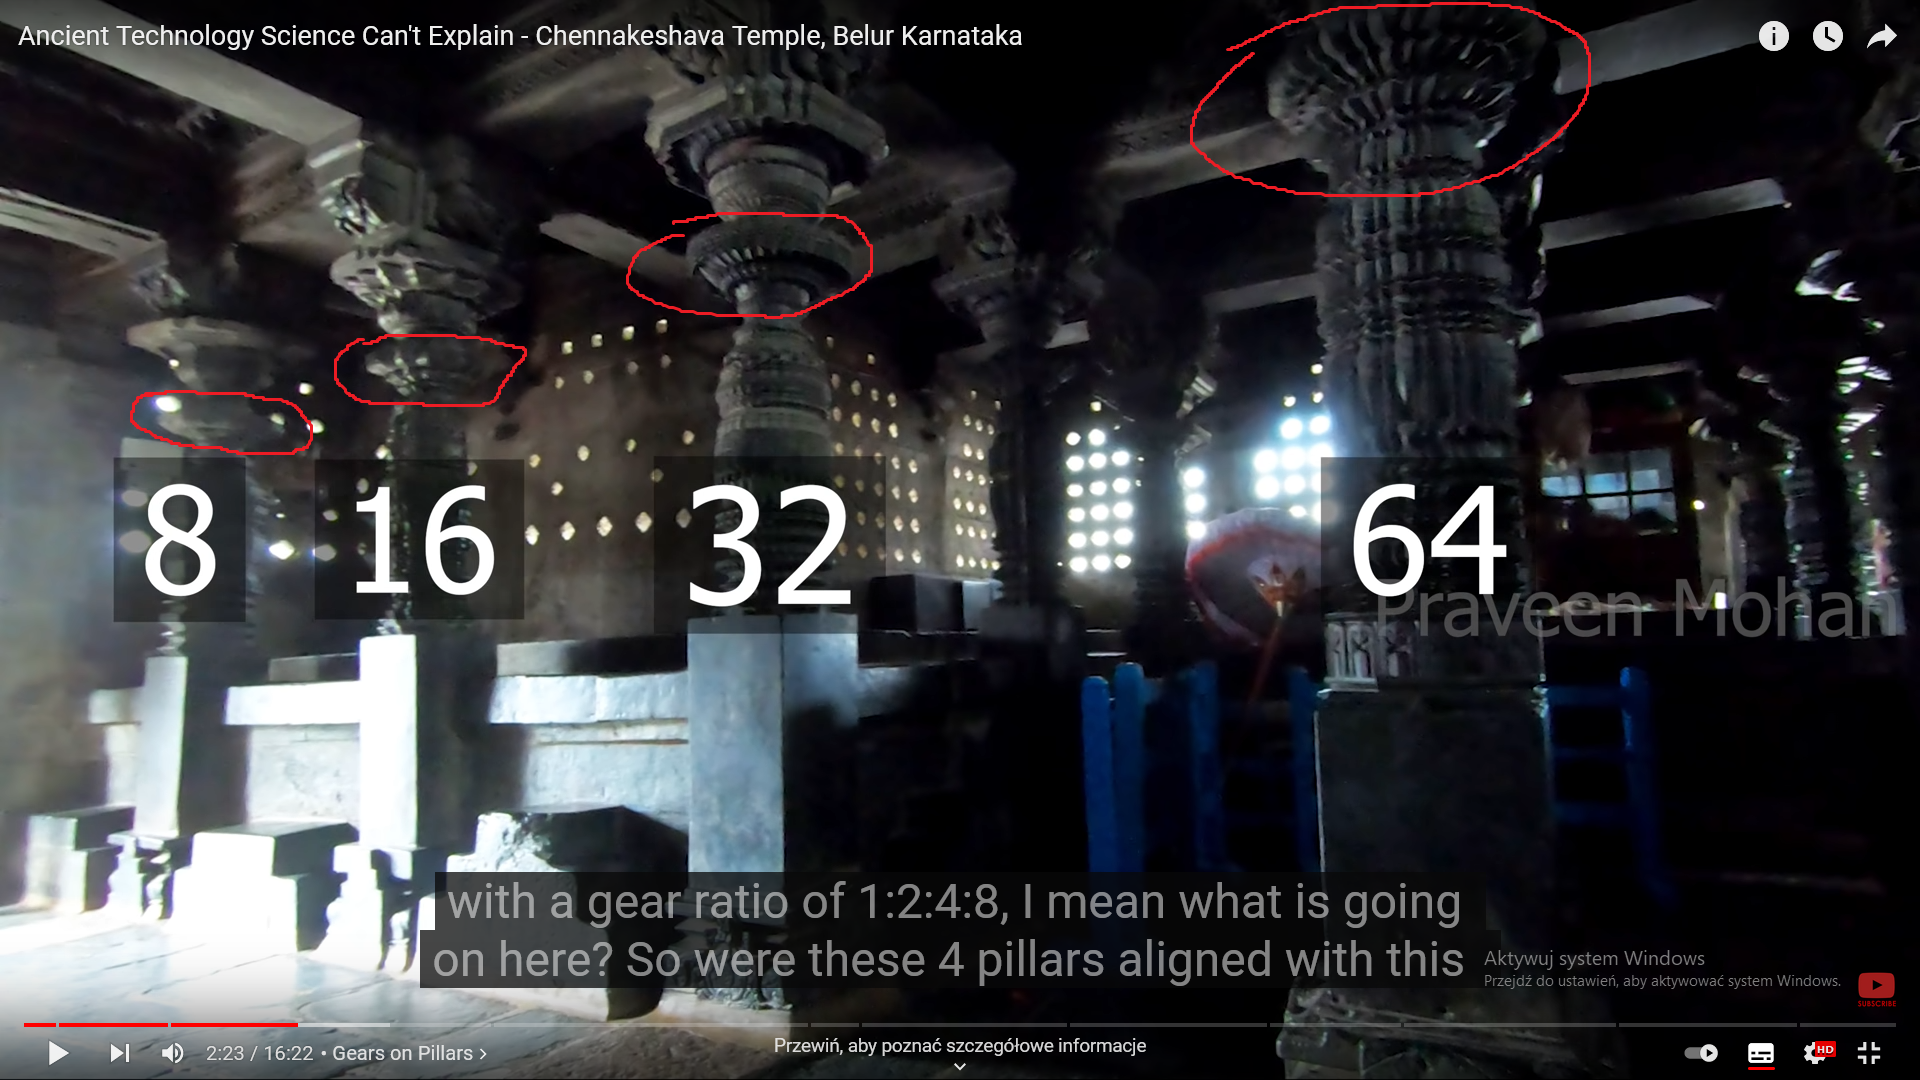 Ancient Technology Science Can't Explain - Chennakeshava Temple, Belur Karnataka
8 16 32 64
Praveen Mohan
with a gear ratio of 1:2:4:8, I mean what is going
on here? So were these 4 pillars aligned with this
Aktywuj system Windows
Przejdź do ustawień, aby aktywować system Windows.
SUBSCRIBE
2:23 / 16:22 • Gears on Pillars
Przewiń, aby poznać szczegółowe informacje
HD